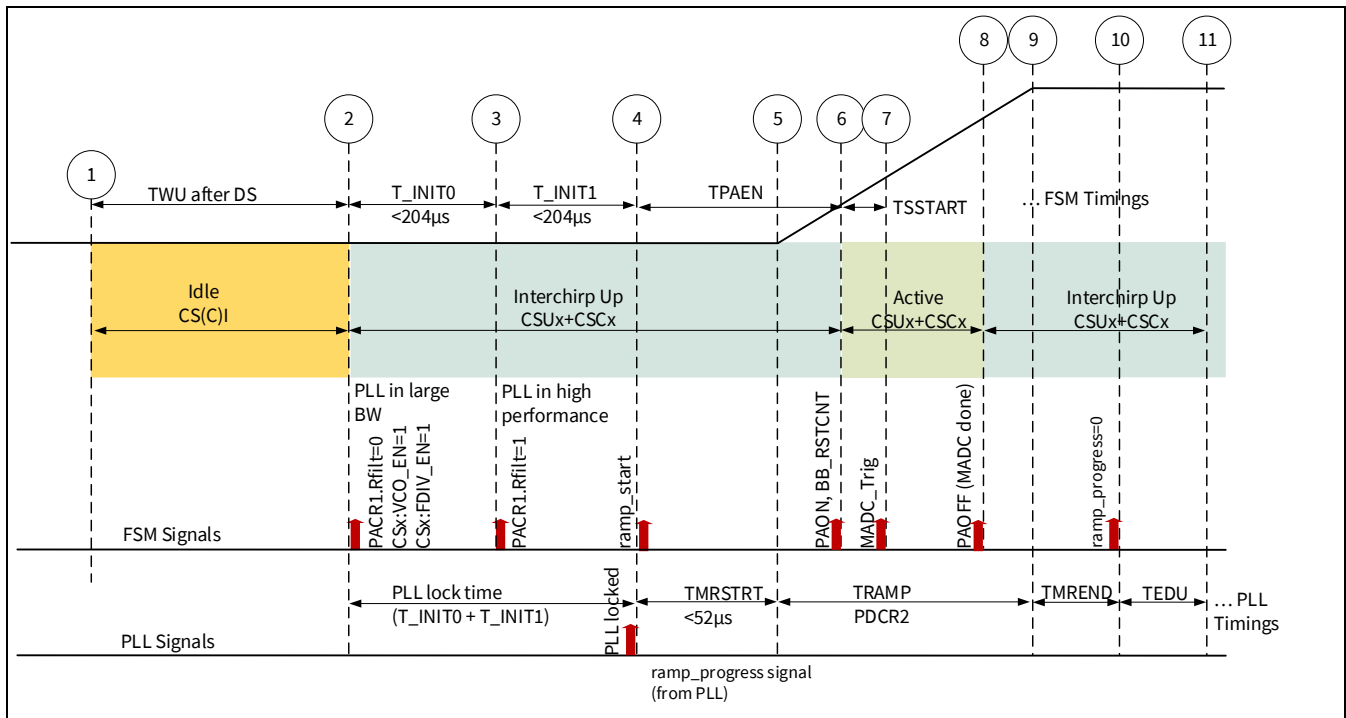 8
9
10
11
2
3
4
5
6
7
1
TWU after DS
T_INIT0
<204µs
T_INIT1
<204µs
TPAEN
TSSTART
... FSM Timings
Idle
CS(C)I
Interchirp Up
CSUx+CSCx
Active
CSUx+CSCx
Interchirp Up
CSUx+CSCx
PLL in large
BW
PLL in high
performance
PACR1.Rfilt=0
CSx:VCO_EN=1
CSx:FDIV_EN=1
PACR1.Rfilt=1
ramp_start
PAON, BB_RSTCNT
MADC_Trig
PAOFF (MADC done)
ramp_progress=0
FSM Signals
PLL lock time
(T_INIT0 + T_INIT1)
PLL locked
TMRSTRT
<52µs
TRAMP
PDCR2
TMREND
TEDU
... PLL
Timings
PLL Signals
ramp_progress signal
(from PLL)